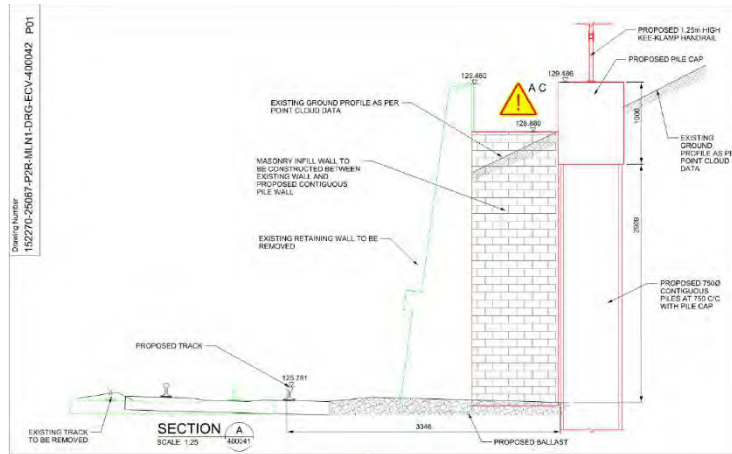 Drawing Number
152270-25067-P2R-MLN1-DRG-ECV-400042 P01
PROPOSED 1.25m HIGH
KEE-KLAMP HANDRAIL
PROPOSED PILE CAP
129.460
129.486
A C
128.880
1000
EXISTING GROUND PROFILE AS PER
POINT CLOUD DATA
EXISTING
GROUND
PROFILE AS PE
POINT CLOUD
DATA
MASONRY INFILL WALL TO
BE CONSTRUCTED BETWEEN
EXISTING WALL AND
PROPOSED CONTIGUOUS
PILE WALL
EXISTING RETAINING WALL TO BE
REMOVED
PROPOSED 750Ø
CONTIGUOUS
PILES AT 750 C/C
WITH PILE CAP
PROPOSED TRACK
125.781
EXISTING TRACK
TO BE REMOVED
SECTION
A
400041
SCALE 1:25
3346
PROPOSED BALLAST